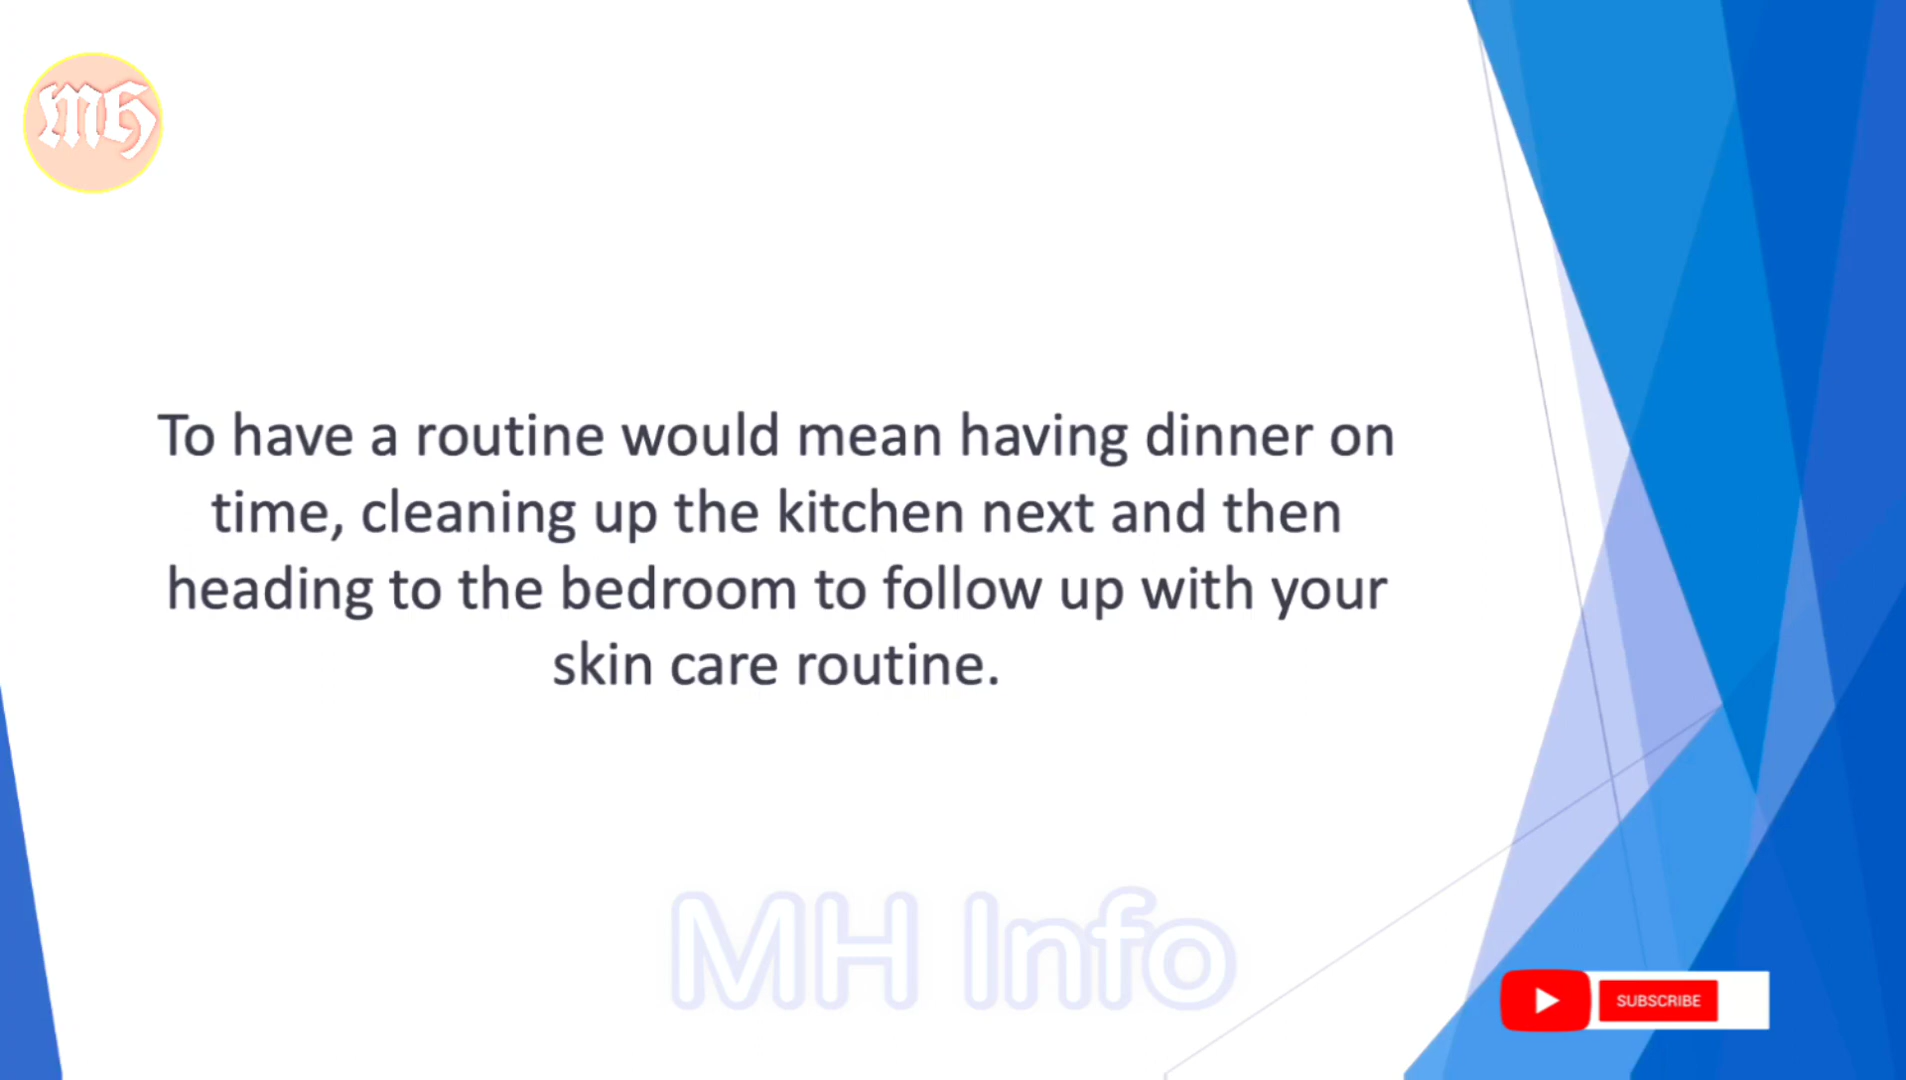 MH
To have a routine would mean having dinner on
time, cleaning up the kitchen next and then
heading to the bedroom to follow up with your
skin care routine.
MH Info
SUBSCRIBE